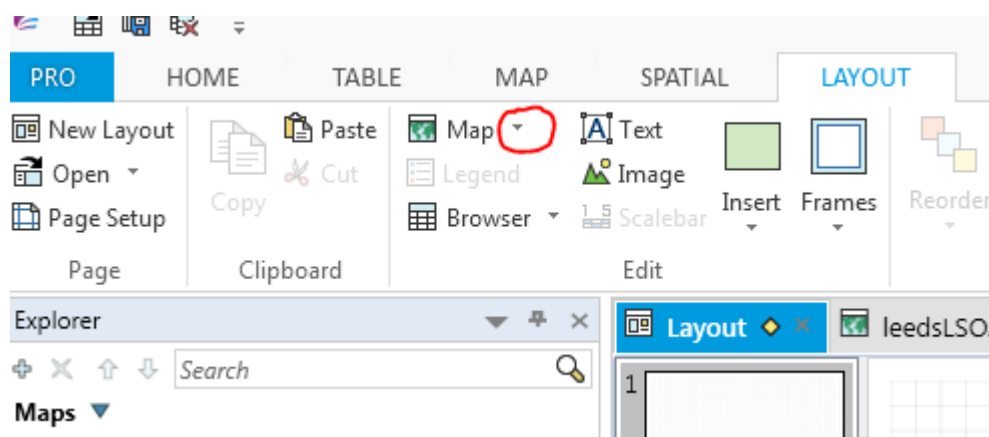 PRO HOME TABLE MAP SPATIAL LAYOUT
New Layout Paste Map Text
Open Cut Legend Image
Page Setup Copy Browser Scalebar Insert Frames Reorder
Page Clipboard Edit
Explorer Layout leedsLSO
Search 1
Maps